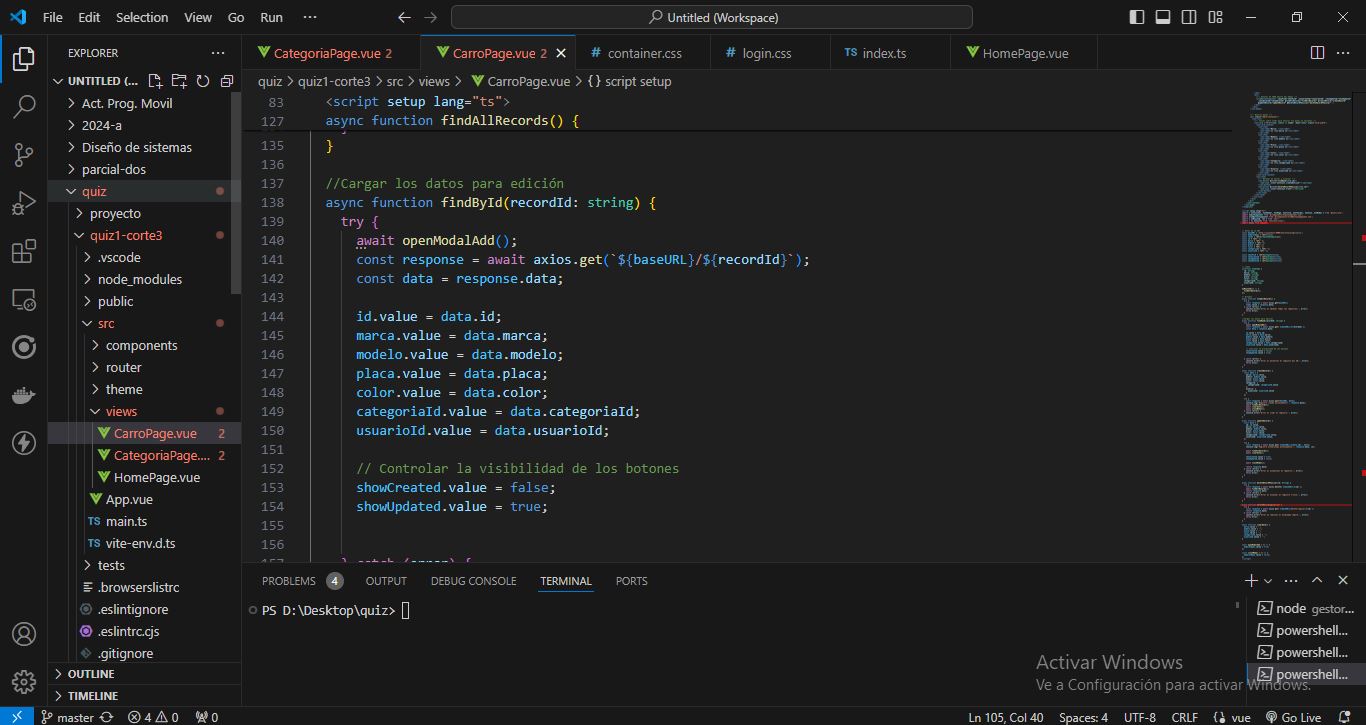 File Edit Selection View Go Run ··· Untitled (Workspace)
EXPLORER ···
UNTITLED (...
Act. Prog. Movil
2024-a
Diseño de sistemas
parcial-dos
quiz
proyecto
quiz1-corte3
.vscode
node_modules
public
src
components
router
theme
views
CarroPage.vue 2
CategoriaPage.... 2
HomePage.vue
App.vue
TS main.ts
TS vite-env.d.ts
tests
.browserslistrc
.eslintignore
.eslintrc.cjs
.gitignore
OUTLINE
TIMELINE
CategoriaPage.vue 2 CarroPage.vue 2 # container.css # login.css TS index.ts HomePage.vue
quiz > quiz1-corte3 > src > views > CarroPage.vue > {} script setup
83 <script setup lang="ts">
127 async function findAllRecords() {
135 }
136
137 //Cargar los datos para edición
138 async function findById(recordId: string) {
139 try {
140 await openModalAdd();
141 const response = await axios.get(`${baseURL}/${recordId}`);
142 const data = response.data;
143
144 id.value = data.id;
145 marca.value = data.marca;
146 modelo.value = data.modelo;
147 placa.value = data.placa;
148 color.value = data.color;
149 categoriaId.value = data.categoriaId;
150 usuarioId.value = data.usuarioId;
151
152 // Controlar la visibilidad de los botones
153 showCreated.value = false;
154 showUpdated.value = true;
155
156
157 } catch (error) {
PROBLEMS 4 OUTPUT DEBUG CONSOLE TERMINAL PORTS
PS D:\Desktop\quiz>
node gestor...
powershell...
powershell...
powershell...
Activar Windows
Ve a Configuración para activar Windows.
master 4 0 0 Ln 105, Col 40 Spaces: 4 UTF-8 CRLF {} vue Go Live